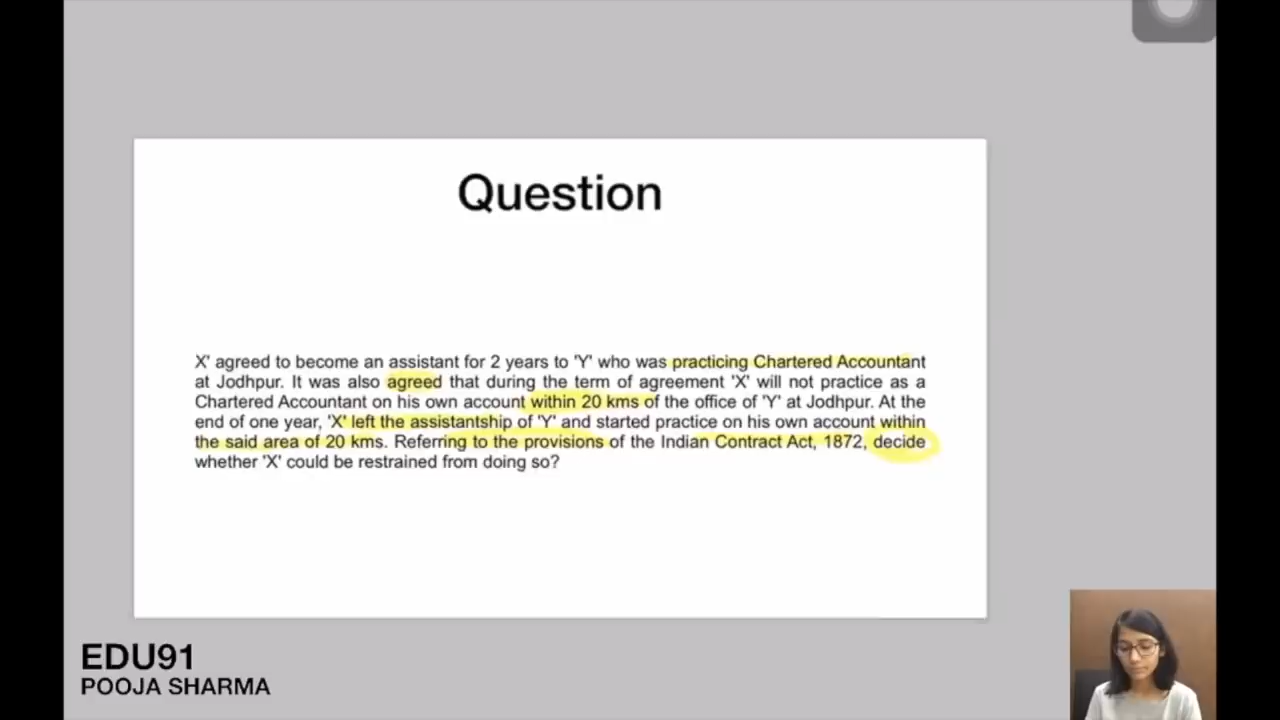 Question
X' agreed to become an assistant for 2 years to 'Y' who was practicing Chartered Accountant
at Jodhpur. It was also agreed that during the term of agreement 'X' will not practice as a
Chartered Accountant on his own account within 20 kms of the office of 'Y' at Jodhpur. At the
end of one year, 'X' left the assistantship of 'Y' and started practice on his own account within
the said area of 20 kms. Referring to the provisions of the Indian Contract Act, 1872, decide
whether 'X' could be restrained from doing so?
EDU91
POOJA SHARMA